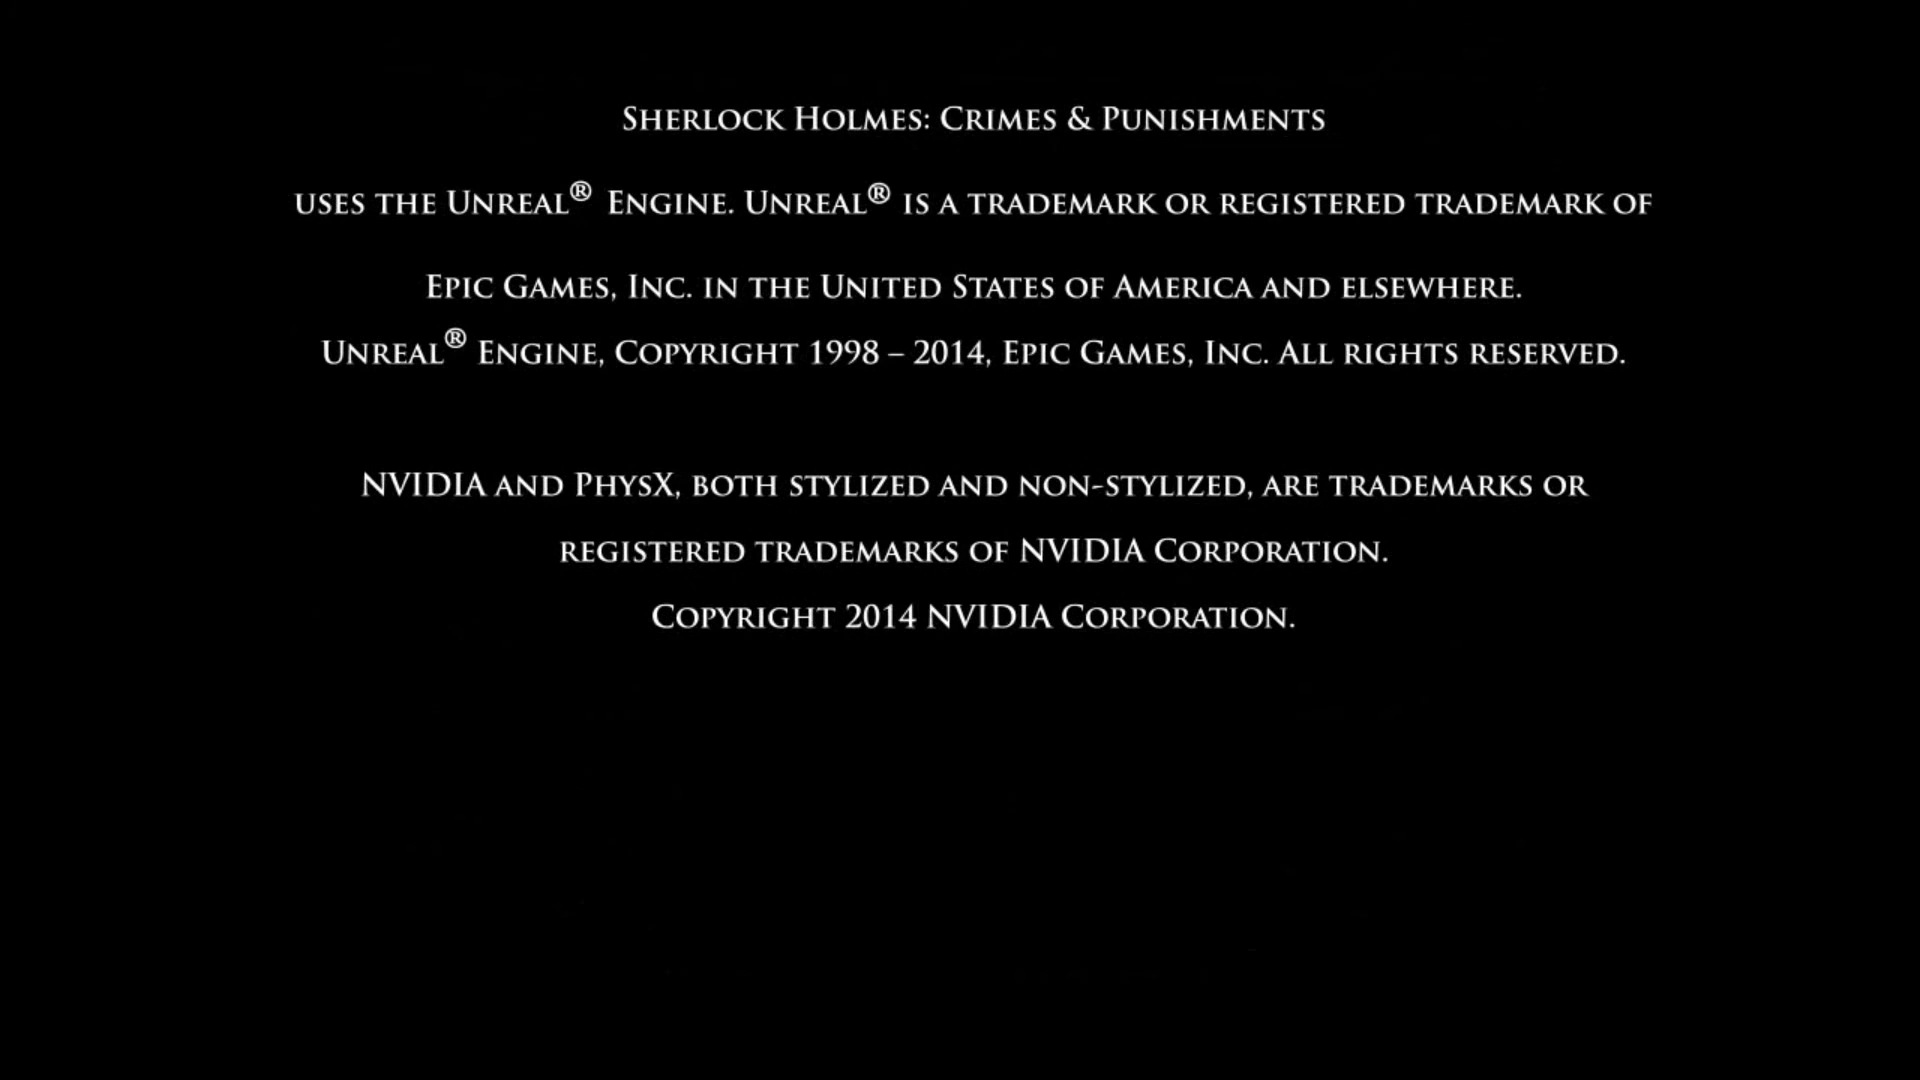 Sherlock Holmes: Crimes & Punishments
uses the Unreal® Engine. Unreal® is a trademark or registered trademark of
Epic Games, Inc. in the United States of America and elsewhere.
Unreal® Engine, Copyright 1998 – 2014, Epic Games, Inc. All rights reserved.
NVIDIA and PhysX, both stylized and non-stylized, are trademarks or
registered trademarks of NVIDIA Corporation.
Copyright 2014 NVIDIA Corporation.